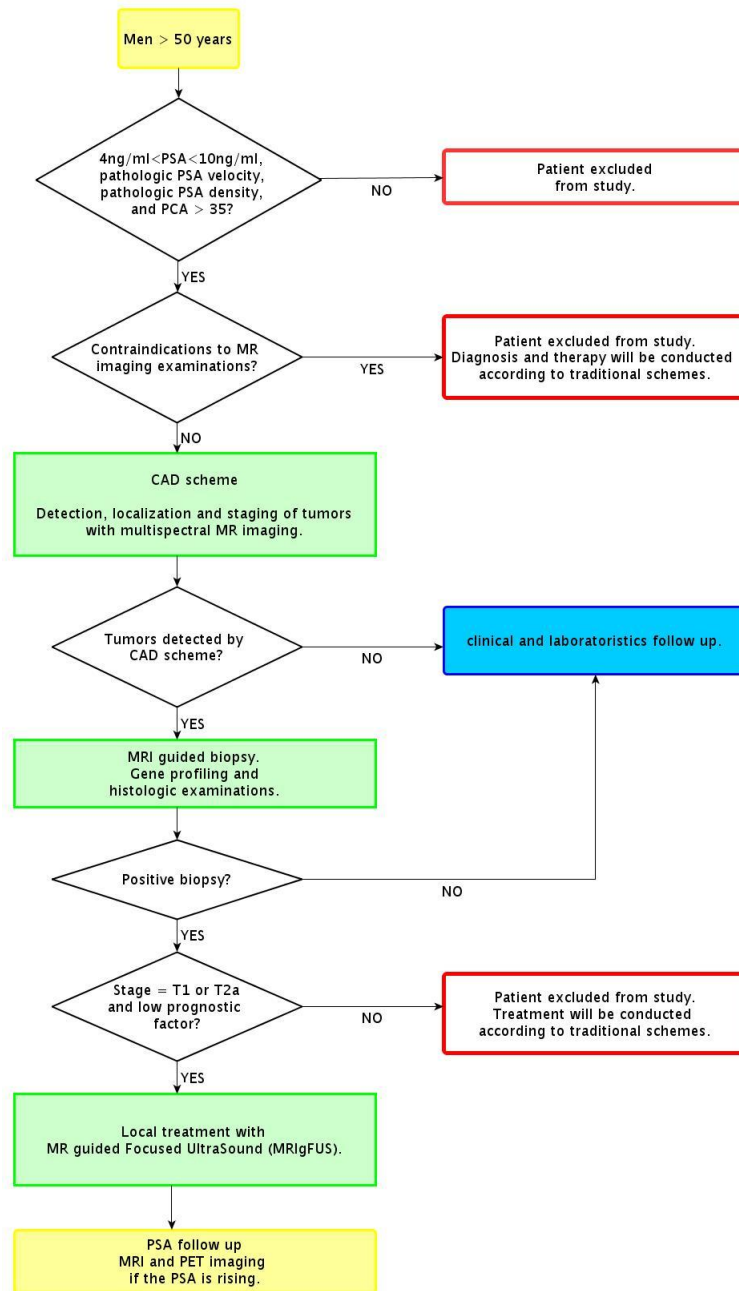 Men > 50 years
4ng/ml<PSA<10ng/ml,
pathologic PSA velocity,
pathologic PSA density,
and PCA > 35?
NO
Patient excluded
from study.
YES
Contraindications to MR
imaging examinations?
YES
Patient excluded from study.
Diagnosis and therapy will be conducted
according to traditional schemes.
NO
CAD scheme
Detection, localization and staging of tumors
with multispectral MR imaging.
Tumors detected by
CAD scheme?
NO
clinical and laboratoristics follow up.
YES
MRI guided biopsy.
Gene profiling and
histologic examinations.
Positive biopsy?
NO
YES
Stage = T1 or T2a
and low prognostic
factor?
NO
Patient excluded from study.
Treatment will be conducted
according to traditional schemes.
YES
Local treatment with
MR guided Focused UltraSound (MRIgFUS).
PSA follow up
MRI and PET imaging
if the PSA is rising.